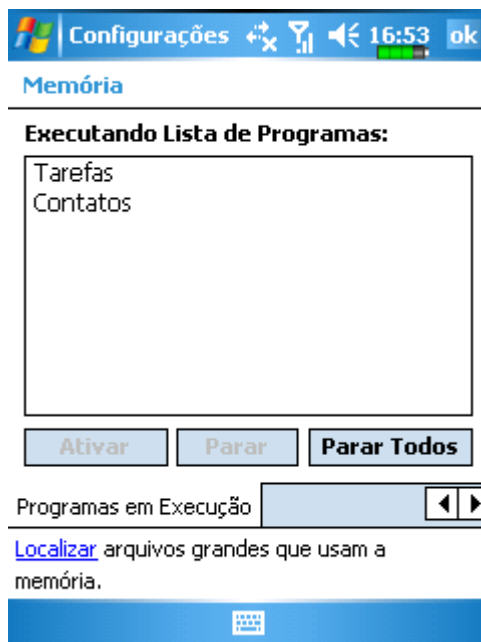 Configurações 16:53 ok
Memória
Executando Lista de Programas:
Tarefas
Contatos
Ativar Parar Parar Todos
Programas em Execução
Localizar arquivos grandes que usam a
memória.